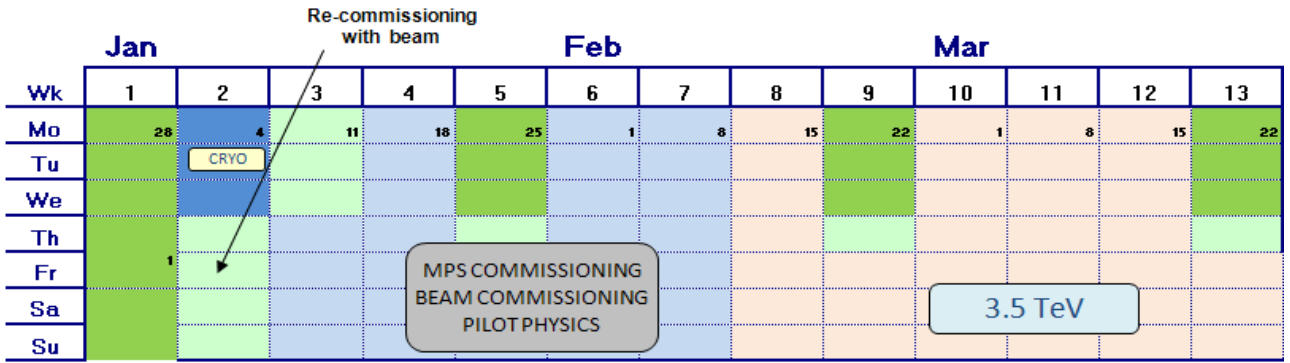 Re-commissioning
with beam
Jan Feb Mar
Wk 1 2 3 4 5 6 7 8 9 10 11 12 13
Mo 28 4 11 18 25 1 8 15 22 1 8 15 22
Tu CRYO
We
Th
Fr 1
Sa
Su
MPS COMMISSIONING
BEAM COMMISSIONING
PILOT PHYSICS
3.5 TeV